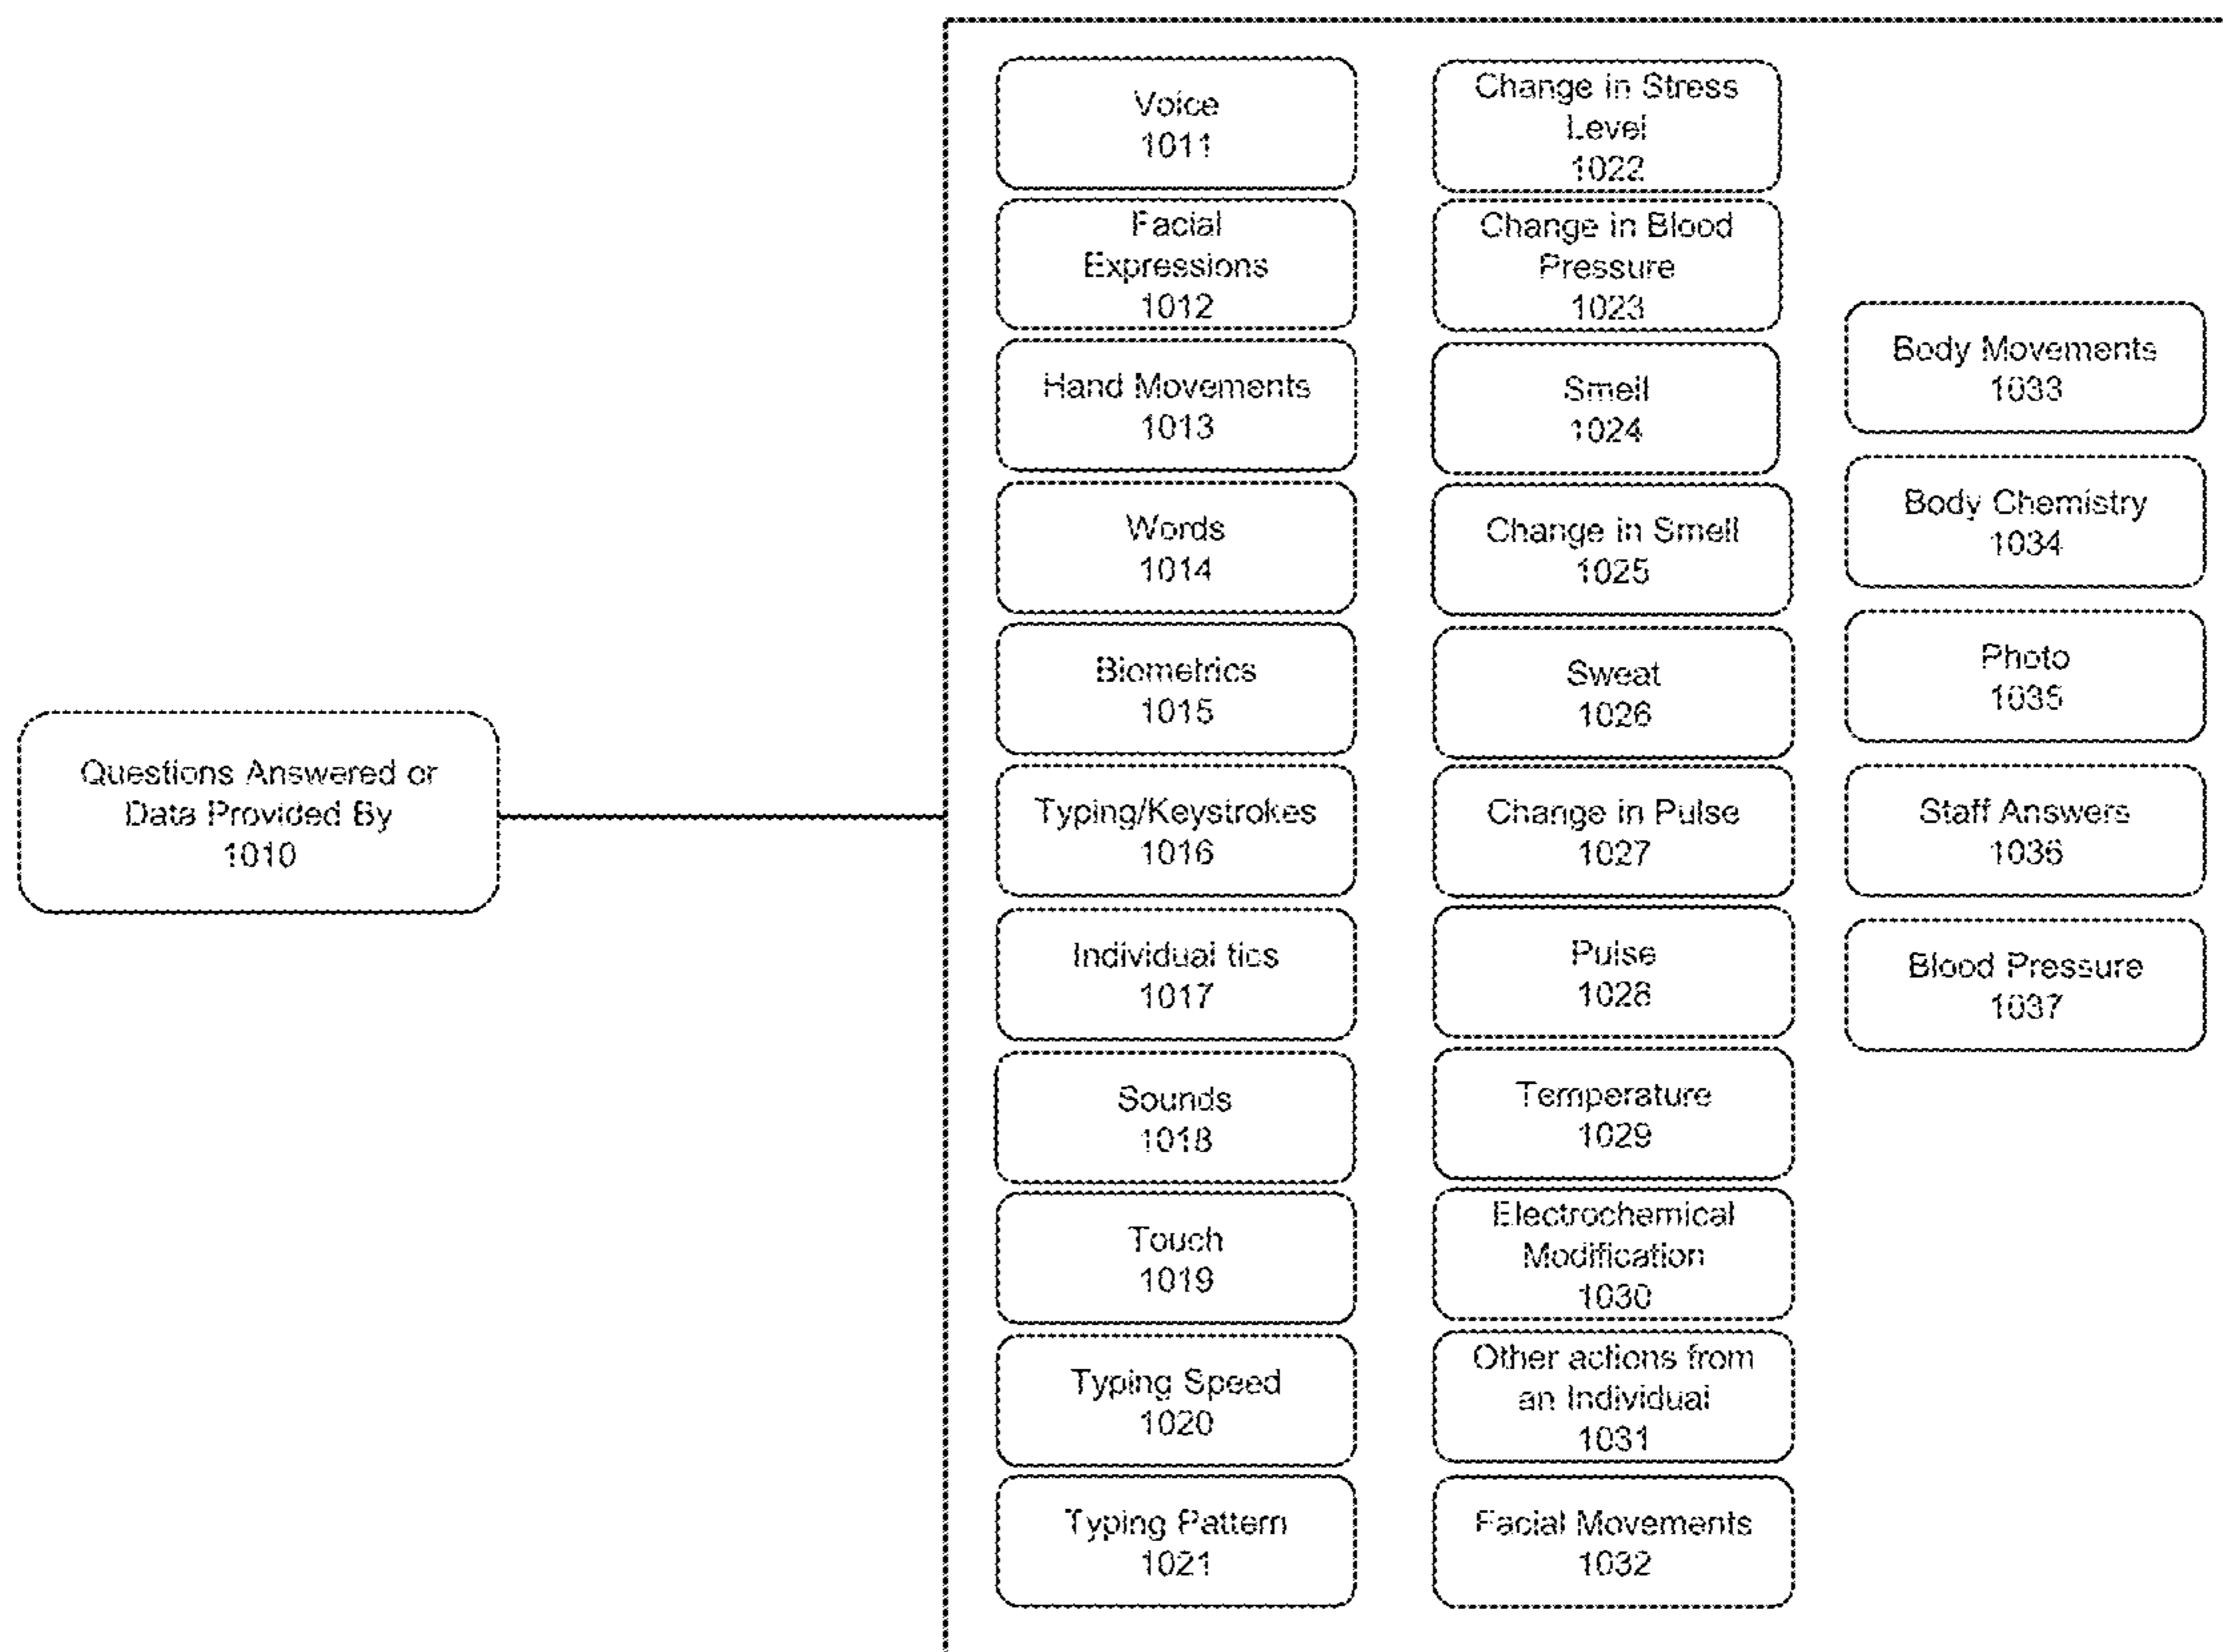 Questions Answered or
Data Provided By
1010
Voice
1011
Facial
Expressions
1012
Hand Movements
1013
Words
1014
Biometrics
1015
Typing/Keystrokes
1016
Individual tics
1017
Sounds
1018
Touch
1019
Typing Speed
1020
Typing Pattern
1021
Change in Stress
Level
1022
Change in Blood
Pressure
1023
Smell
1024
Change in Smell
1025
Sweat
1026
Change in Pulse
1027
Pulse
1028
Temperature
1029
Electrochemical
Modification
1030
Other actions from
an Individual
1031
Facial Movements
1032
Body Movements
1033
Body Chemistry
1034
Photo
1035
Staff Answers
1036
Blood Pressure
1037